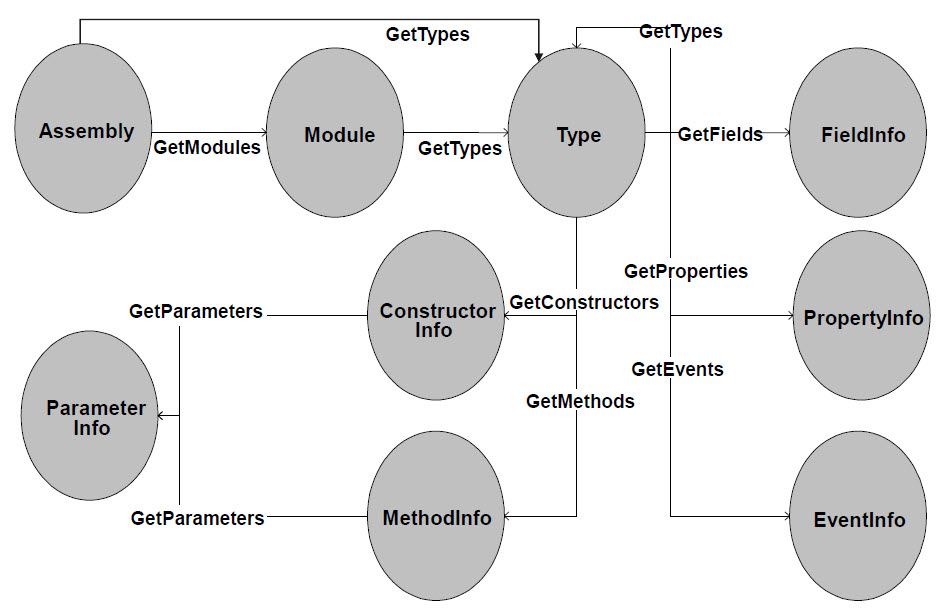 GetTypes
GetTypes
Assembly
GetModules
Module
GetTypes
Type
GetFields
FieldInfo
GetProperties
GetConstructors
GetParameters
Constructor
Info
PropertyInfo
GetEvents
GetMethods
Parameter
Info
GetParameters
MethodInfo
EventInfo